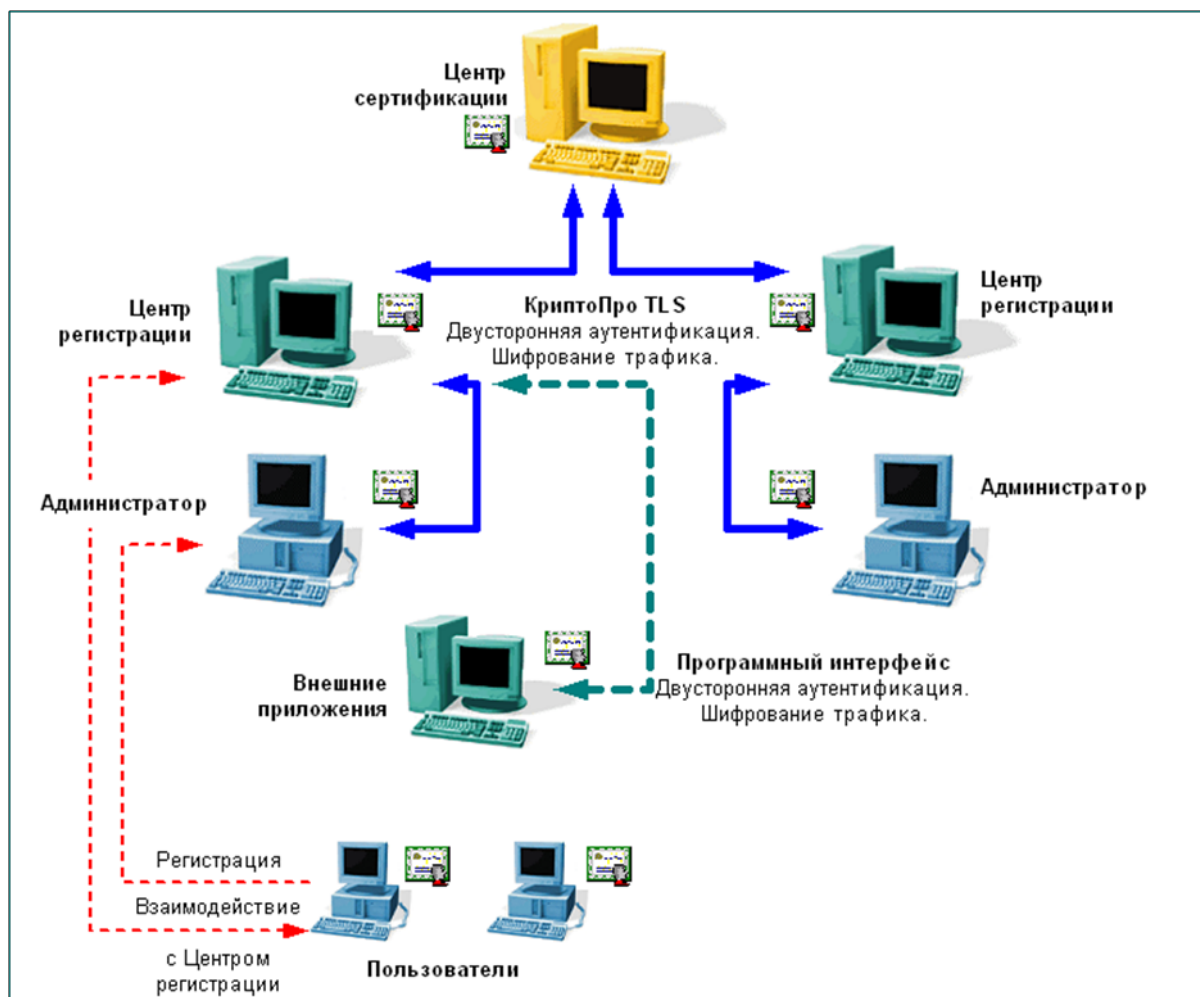 Центр
сертификации
Центр
регистрации
КриптоПро TLS
Двусторонняя аутентификация.
Шифрование трафика.
Центр
регистрации
Администратор
Администратор
Внешние
приложения
Программный интерфейс
Двусторонняя аутентификация.
Шифрование трафика.
Регистрация
Взаимодействие
с Центром
регистрации
Пользователи